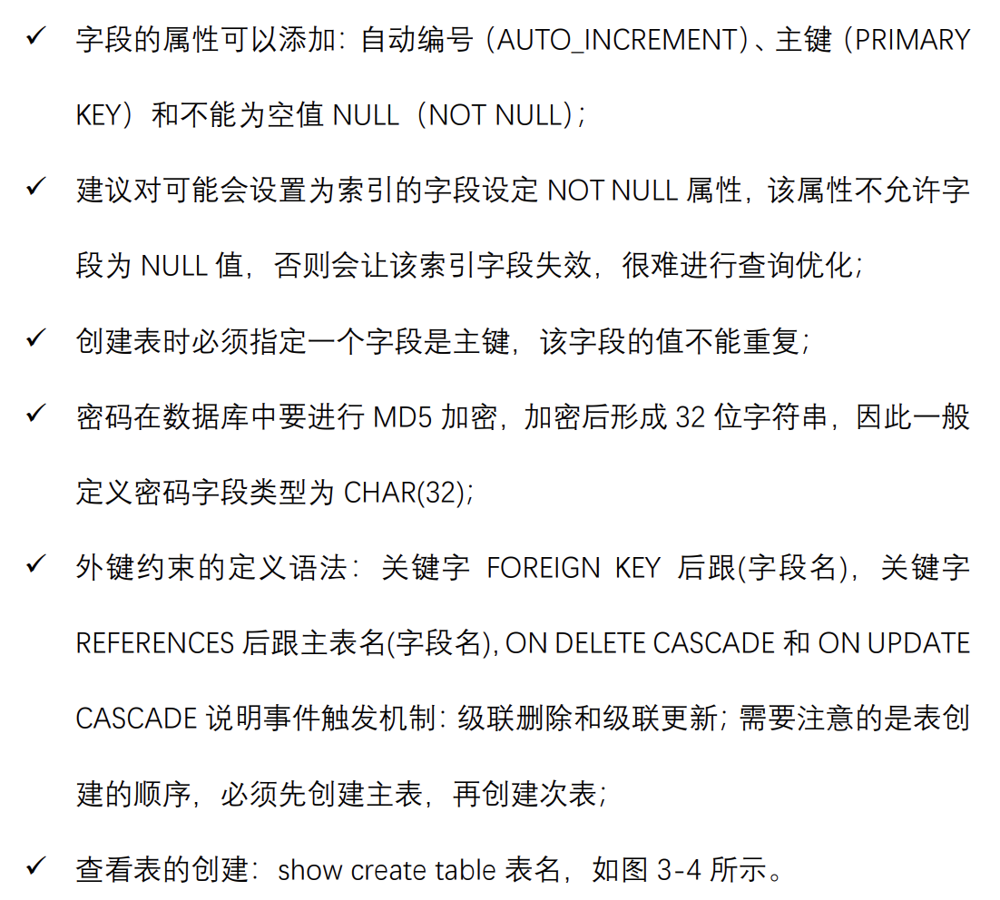 ✓ 字段的属性可以添加：自动编号（AUTO_INCREMENT）、主键（PRIMARY
KEY）和不能为空值 NULL（NOT NULL）；
✓ 建议对可能会设置为索引的字段设定 NOT NULL 属性，该属性不允许字
段为 NULL 值，否则会让该索引字段失效，很难进行查询优化；
✓ 创建表时必须指定一个字段是主键，该字段的值不能重复；
✓ 密码在数据库中要进行 MD5 加密，加密后形成 32 位字符串，因此一般
定义密码字段类型为 CHAR(32);
✓ 外键约束的定义语法：关键字 FOREIGN KEY 后跟(字段名)，关键字
REFERENCES 后跟主表名(字段名), ON DELETE CASCADE 和 ON UPDATE
CASCADE 说明事件触发机制：级联删除和级联更新；需要注意的是表创
建的顺序，必须先创建主表，再创建次表；
✓ 查看表的创建：show create table 表名，如图 3-4 所示。